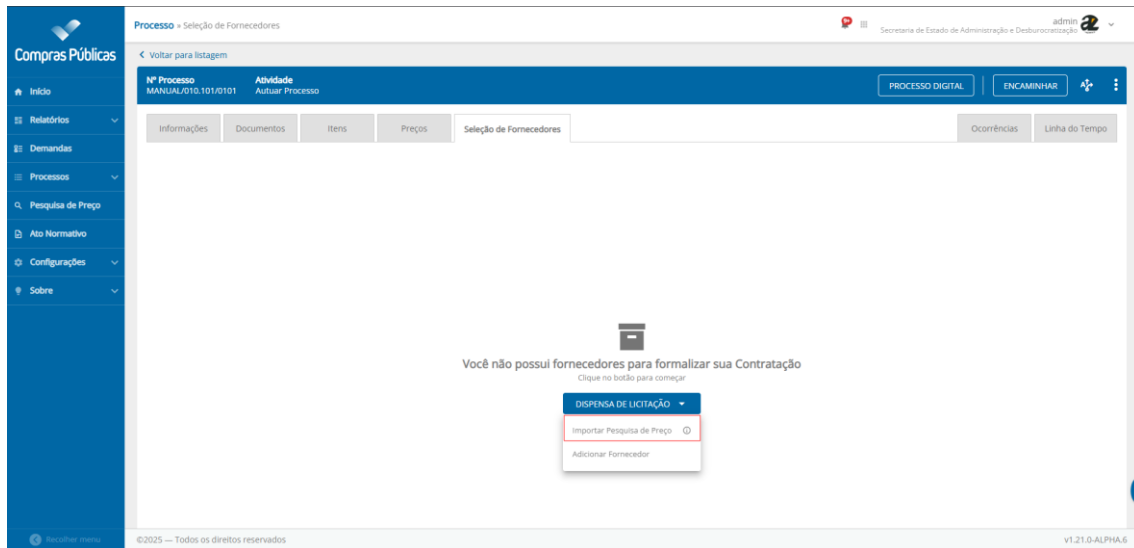 Compras Públicas
Início
Relatórios
Demandas
Processos
Pesquisa de Preço
Ato Normativo
Configurações
Sobre
Recolher menu
Processo » Seleção de Fornecedores
admin
Secretaria de Estado de Administração e Desburocratização
Voltar para listagem
Nº Processo
MANUAL/010.101/0101
Atividade
Autuar Processo
PROCESSO DIGITAL
ENCAMINHAR
Informações
Documentos
Itens
Preços
Seleção de Fornecedores
Ocorrências
Linha do Tempo
Você não possui fornecedores para formalizar sua Contratação
Clique no botão para começar
DISPENSA DE LICITAÇÃO
Importar Pesquisa de Preço
Adicionar Fornecedor
©2025 — Todos os direitos reservados
v1.21.0-ALPHA.6